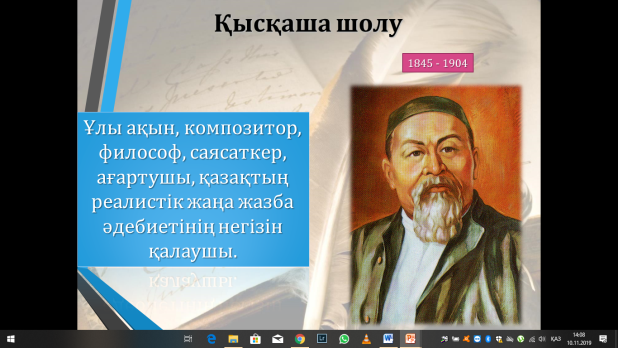 Қысқаша шолу
1845 - 1904
Ұлы ақын, композитор,
философ, саясаткер,
ағартушы, қазақтың
реалистік жаңа жазба
әдебиетінің негізін
қалаушы.
ҚАЗ
14:08
10.11.2019